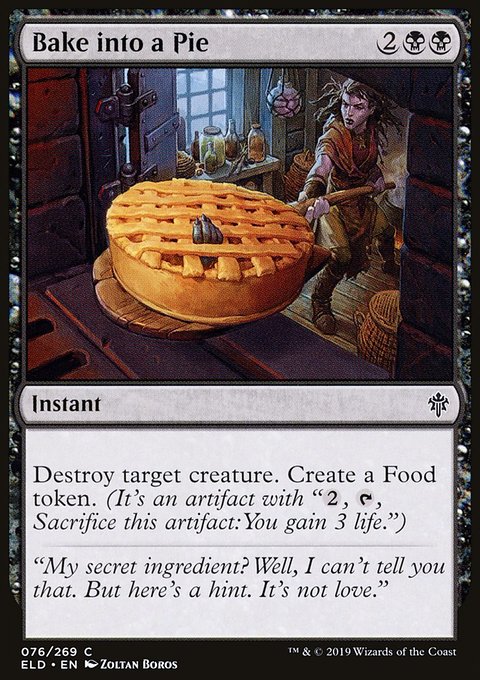 Bake into a Pie 2
Instant
Destroy target creature. Create a Food
token. (It's an artifact with “2, ,
Sacrifice this artifact:You gain 3 life.”)
“My secret ingredient? Well, I can't tell you
that. But here's a hint. It's not love.”
076/269 C
ELD • EN Zoltan Boros
™ & © 2019 Wizards of the Coast